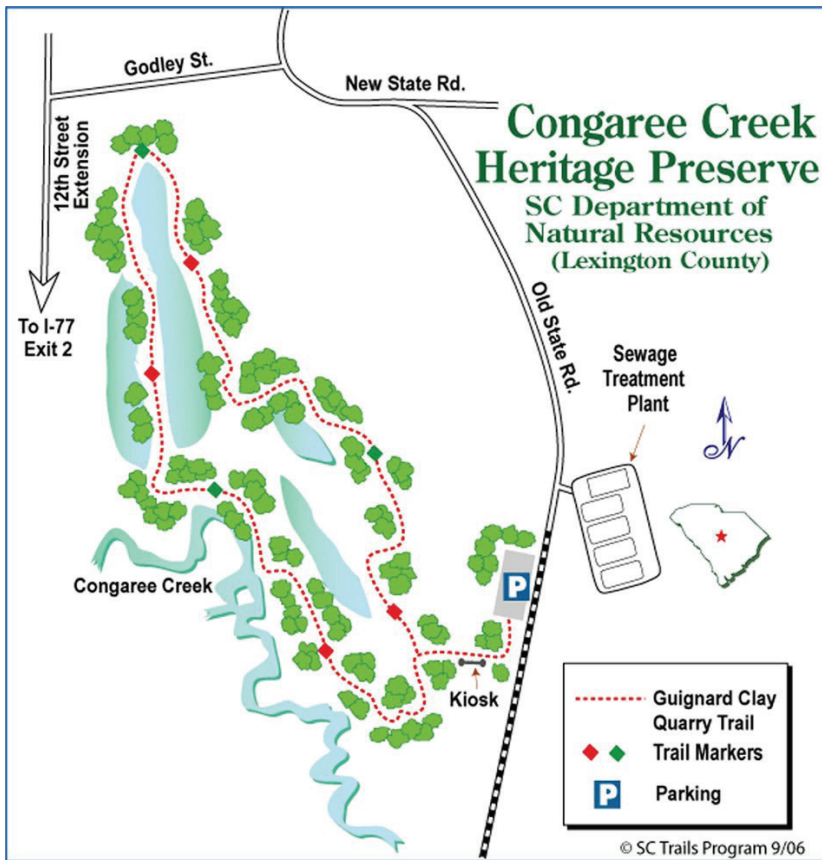 Godley St.
New State Rd.
12th Street
Extension
Congaree Creek
Heritage Preserve
SC Department of
Natural Resources
(Lexington County)
To I-77
Exit 2
Old State Rd.
Sewage
Treatment
Plant
N
Congaree Creek
P
Kiosk
Guignard Clay
Quarry Trail
Trail Markers
P
Parking
© SC Trails Program 9/06